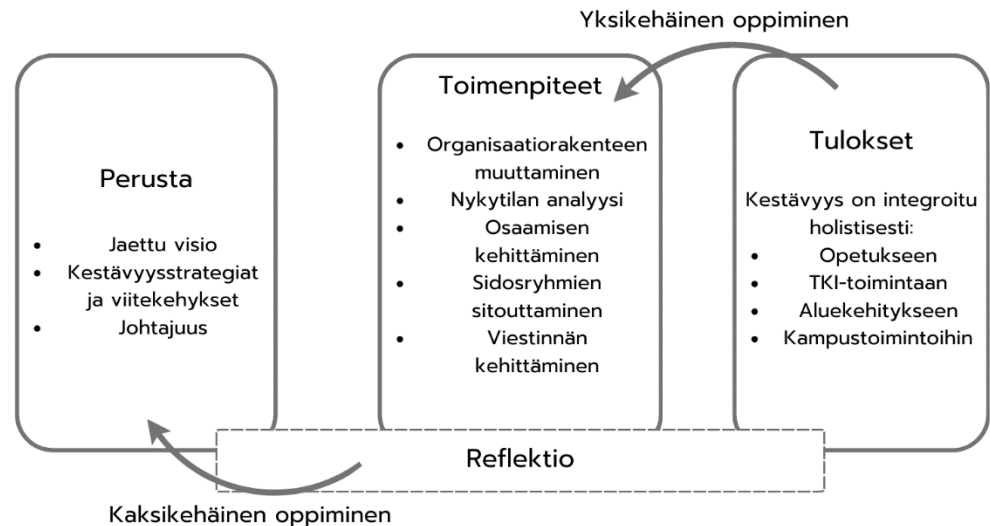 Yksikehäinen oppiminen
Perusta
• Jaettu visio
• Kestävyysstrategiat
ja viitekehykset
• Johtajuus
Toimenpiteet
• Organisaatiorakenteen
muuttaminen
• Nykytilan analyysi
• Osaamisen
kehittäminen
• Sidosryhmien
sitouttaminen
• Viestinnän
kehittäminen
Tulokset
Kestävyys on integroitu
holistisesti:
• Opetukseen
• TKI-toimintaan
• Aluekehitykseen
• Kampustoimintoihin
Reflektio
Kaksikehäinen oppiminen